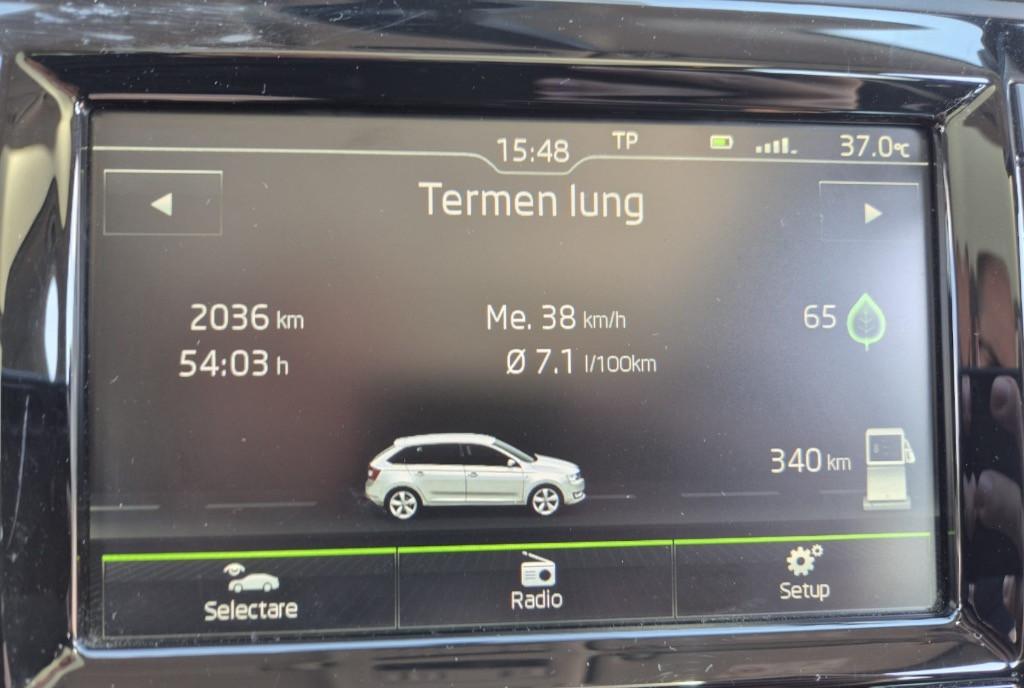 15:48 TP 37.0°C
Termen lung
2036 km Me. 38 km/h 65
54:03 h Ø 7.1 l/100km
340 km
Selectare Radio Setup